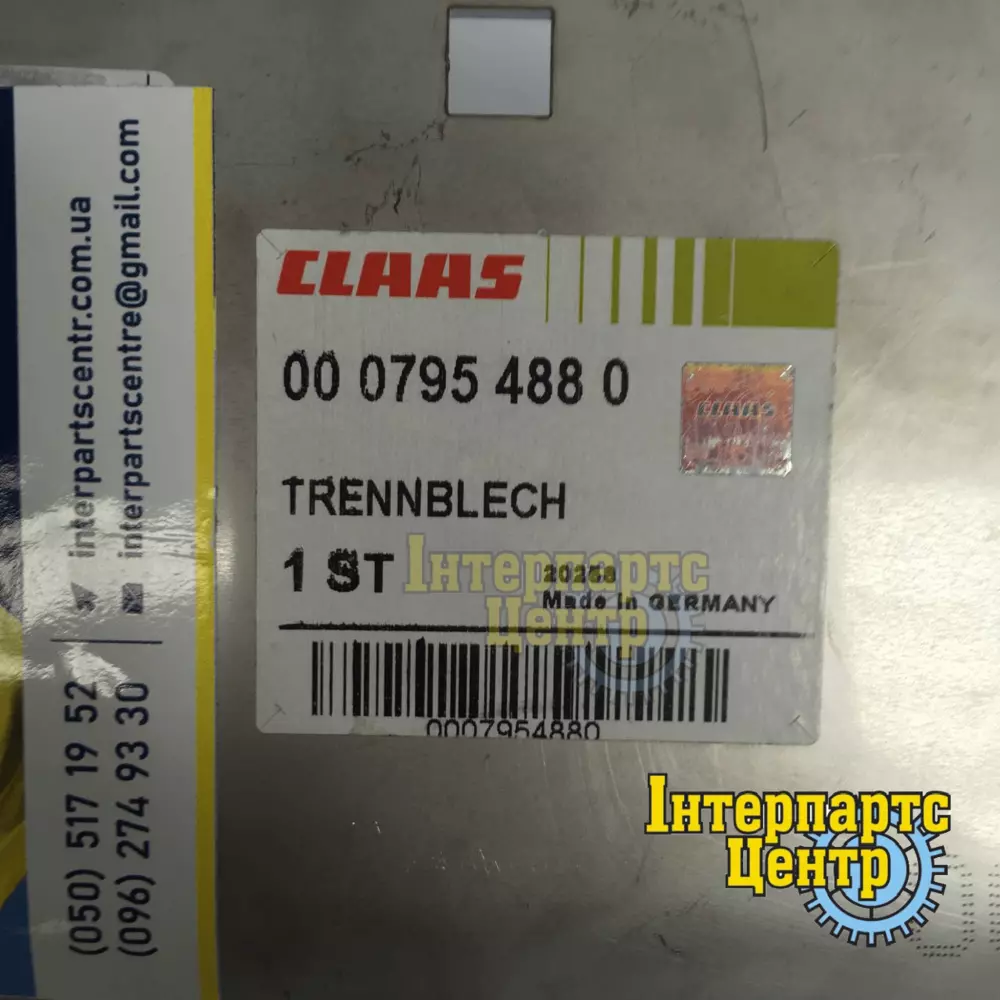 interpartscentr.com.ua
interpartscentre@gmail.com
(050) 517 19 52
(096) 274 93 30
CLAAS
00 0795 488 0
CLAAS
TRENNBLECH
1 ST
Made in GERMANY
Інтерпартс
Центр
0007954880
Інтерпартс
Центр